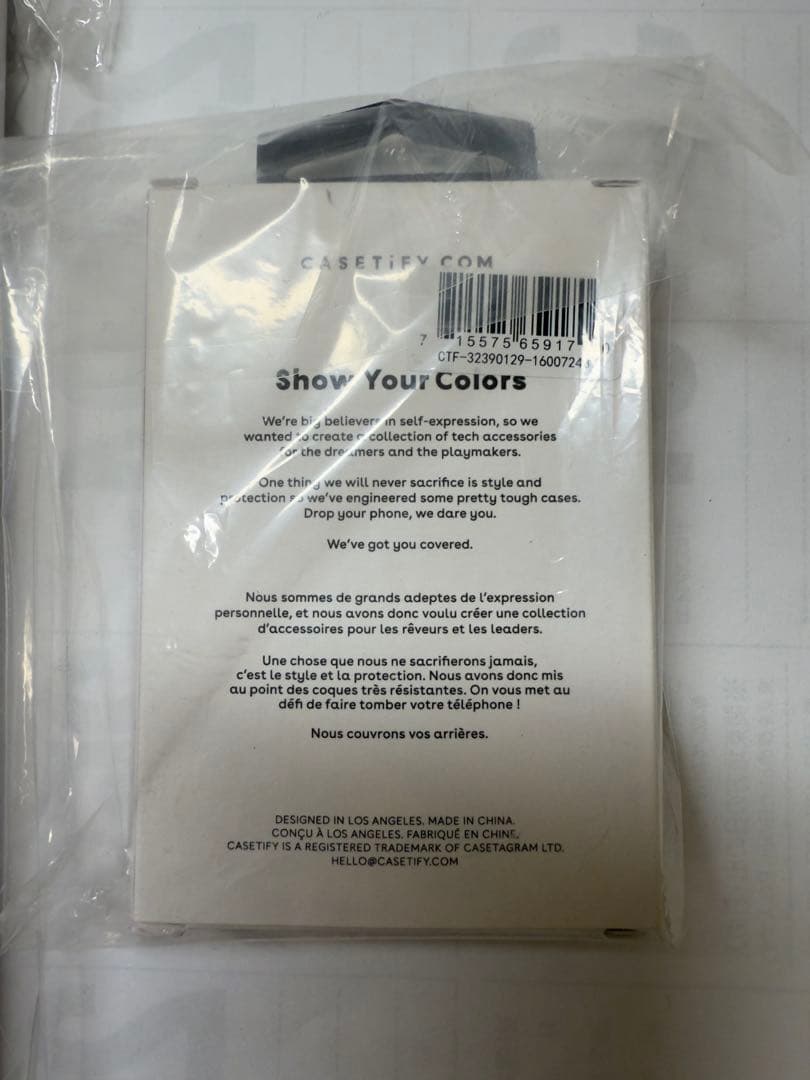 CASETiFY.COM
7 15575 65917 0
CTF-32390129-1600724
Show Your Colors
We're big believers in self-expression, so we
wanted to create a collection of tech accessories
for the dreamers and the playmakers.
One thing we will never sacrifice is style and
protection so we've engineered some pretty tough cases.
Drop your phone, we dare you.
We've got you covered.
Nous sommes de grands adeptes de l'expression
personnelle, et nous avons donc voulu créer une collection
d'accessoires pour les rêveurs et les leaders.
Une chose que nous ne sacrifierons jamais,
c'est le style et la protection. Nous avons donc mis
au point des coques très résistantes. On vous met au
défi de faire tomber votre téléphone !
Nous couvrons vos arrières.
DESIGNED IN LOS ANGELES. MADE IN CHINA.
CONÇU À LOS ANGELES. FABRIQUÉ EN CHINE.
CASETIFY IS A REGISTERED TRADEMARK OF CASETAGRAM LTD.
HELLO@CASETIFY.COM